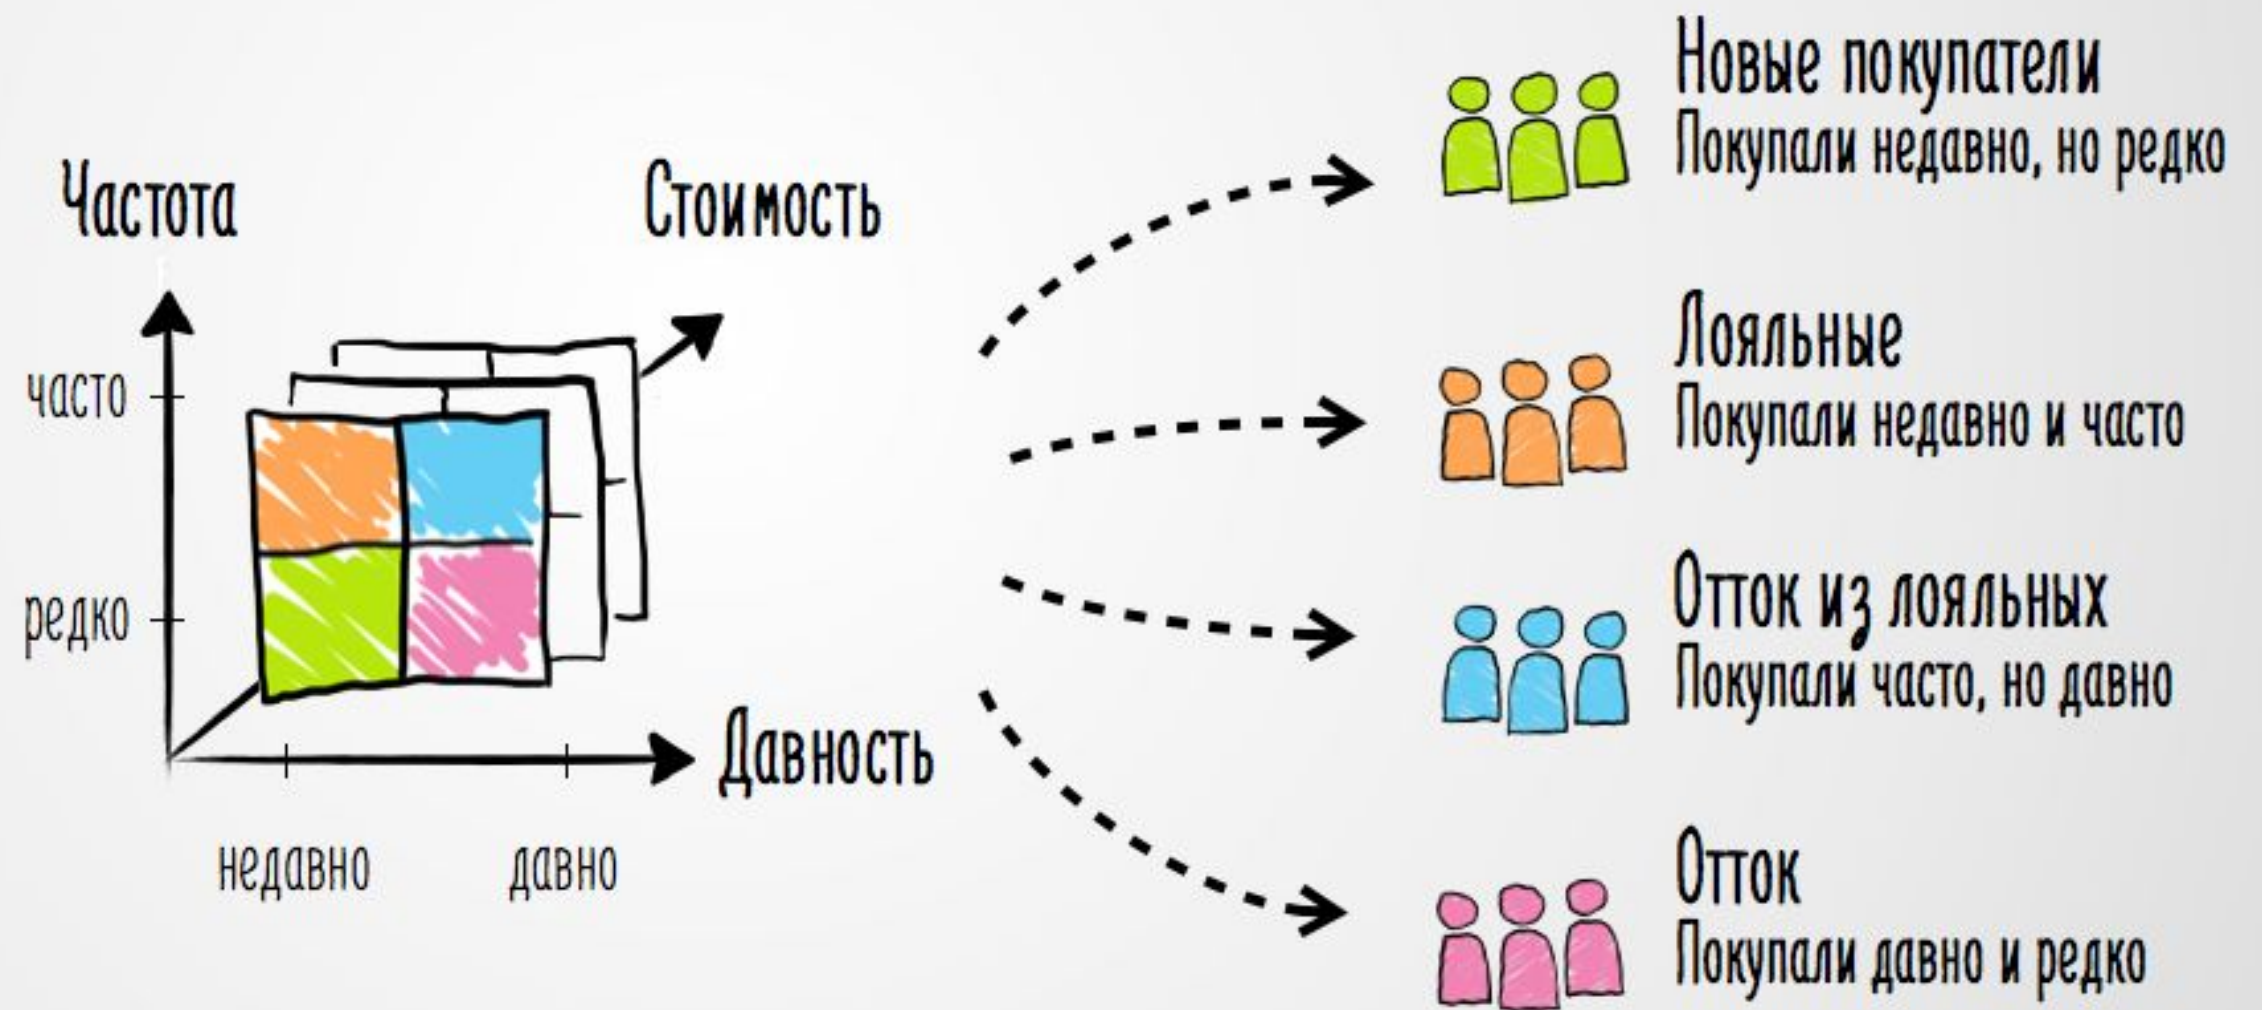 Частота
Стоимость
часто
редко
Давность
недавно
давно
Новые покупатели
Покупали недавно, но редко
Лояльные
Покупали недавно и часто
Отток из лояльных
Покупали часто, но давно
Отток
Покупали давно и редко